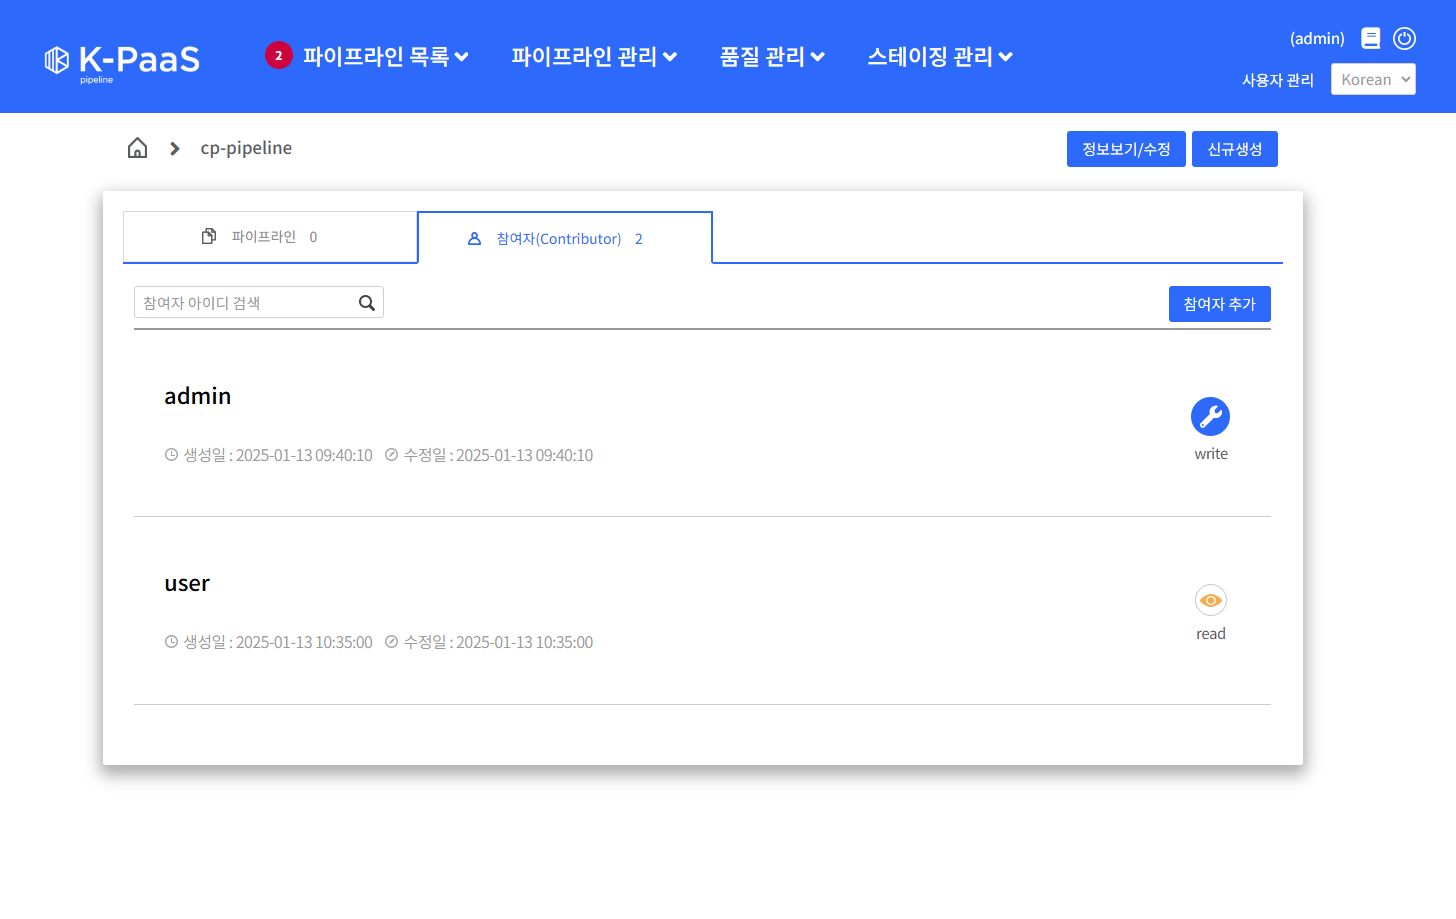 K-PaaS
pipeline
2 파이프라인 목록
파이프라인 관리
품질 관리
스테이징 관리
(admin)
사용자 관리
Korean
cp-pipeline
정보보기/수정
신규생성
파이프라인 0
참여자(Contributor) 2
참여자 아이디 검색
참여자 추가
admin
생성일 : 2025-01-13 09:40:10 수정일 : 2025-01-13 09:40:10
write
user
생성일 : 2025-01-13 10:35:00 수정일 : 2025-01-13 10:35:00
read